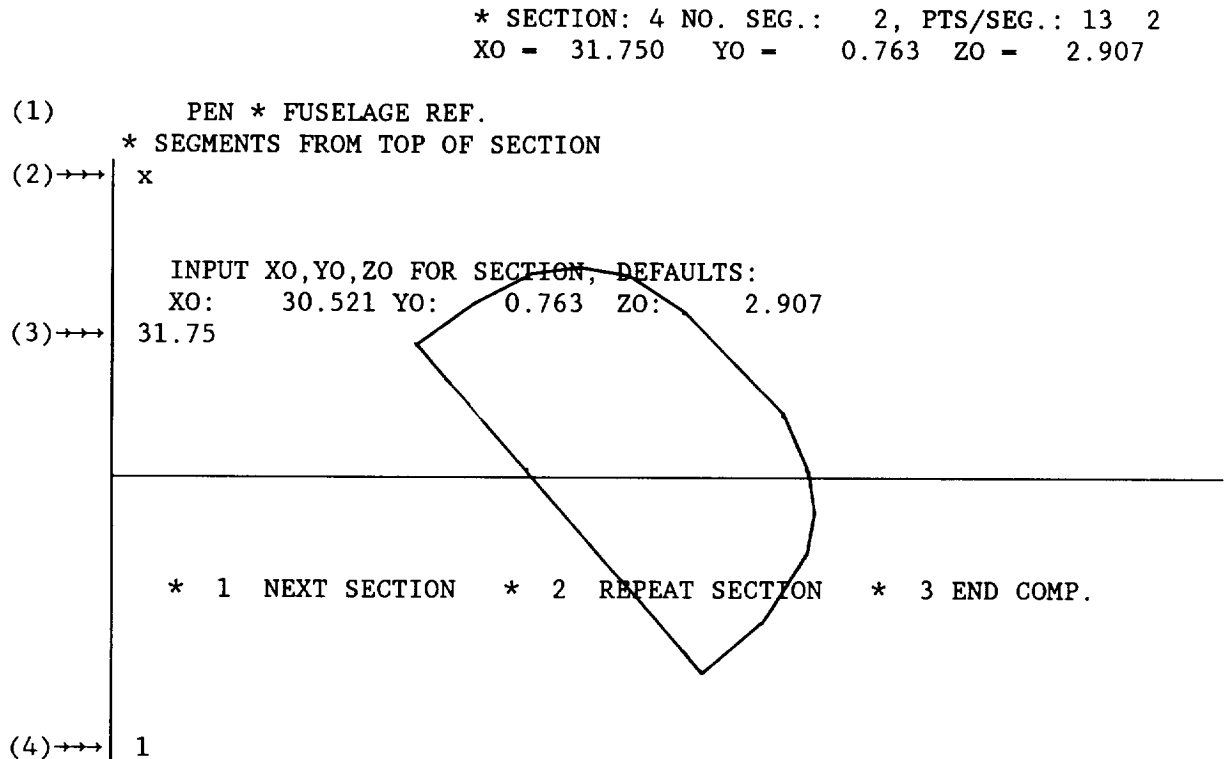 * SECTION: 4 NO. SEG.: 2, PTS/SEG.: 13 2
XO = 31.750 YO = 0.763 ZO = 2.907
(1) PEN * FUSELAGE REF.
* SEGMENTS FROM TOP OF SECTION
(2)→→→ x
INPUT XO,YO,ZO FOR SECTION, DEFAULTS:
XO: 30.521 YO: 0.763 ZO: 2.907
(3)→→→ 31.75
* 1 NEXT SECTION * 2 REPEAT SECTION * 3 END COMP.
(4)→→→ 1